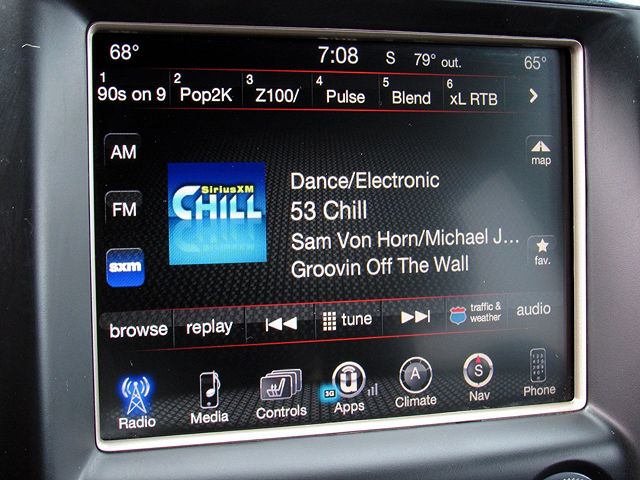 68° 7:08 S 79° out. 65°
1 90s on 9 2 Pop2K 3 Z100/ 4 Pulse 5 Blend 6 xL RTB >
AM
map
SiriusXM
CHILL
Dance/Electronic
FM
53 Chill
Sam Von Horn/Michael J...
sxm
Groovin Off The Wall
fav.
browse replay tune traffic & weather audio
Radio Media Controls 3G U Apps A Climate S Nav Phone